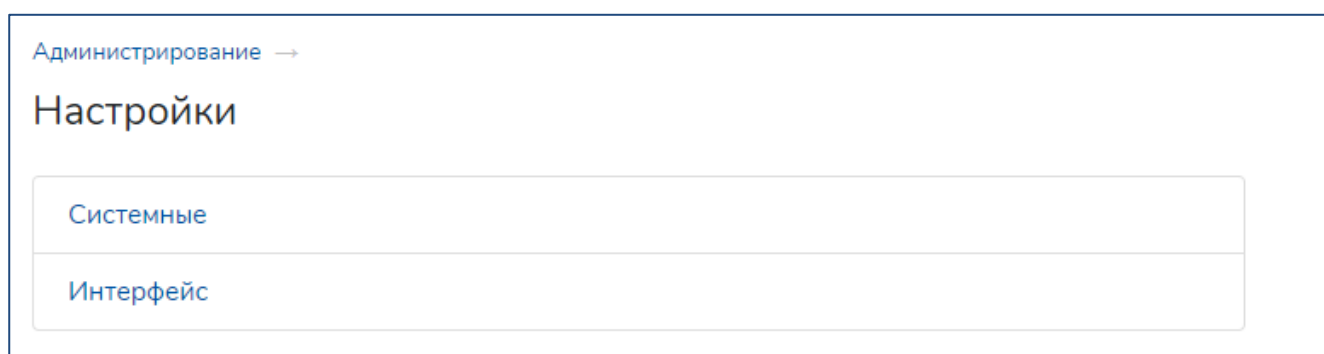 Администрирование →
Настройки
Системные
Интерфейс